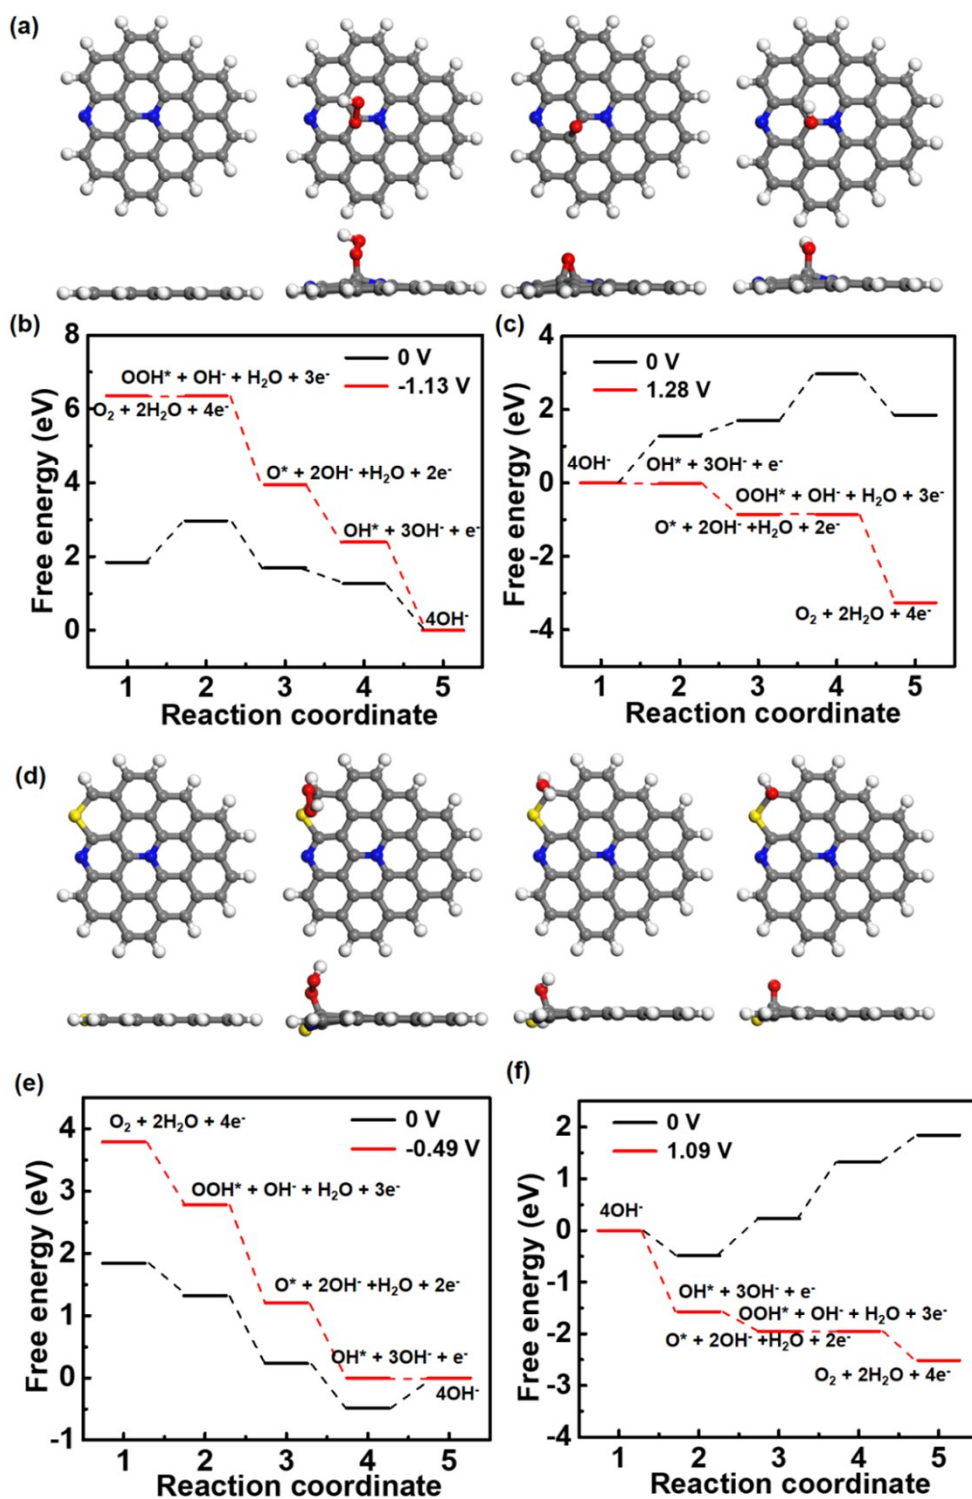 (a)
(b)
(c)
8
6
4
2
0
Free energy (eV)
0 V
-1.13 V
OOH* + OH⁻ + H₂O + 3e⁻
O₂ + 2H₂O + 4e⁻
O* + 2OH⁻ +H₂O + 2e⁻
OH* + 3OH⁻ + e⁻
4OH⁻
1 2 3 4 5
Reaction coordinate
4
2
0
-2
-4
Free energy (eV)
0 V
1.28 V
4OH⁻
OH* + 3OH⁻ + e⁻
OOH* + OH⁻ + H₂O + 3e⁻
O* + 2OH⁻ +H₂O + 2e⁻
O₂ + 2H₂O + 4e⁻
1 2 3 4 5
Reaction coordinate
(d)
(e)
(f)
4
3
2
1
0
-1
Free energy (eV)
0 V
-0.49 V
O₂ + 2H₂O + 4e⁻
OOH* + OH⁻ + H₂O + 3e⁻
O* + 2OH⁻ +H₂O + 2e⁻
OH* + 3OH⁻ + e⁻
4OH⁻
1 2 3 4 5
Reaction coordinate
2
1
0
-1
-2
-3
-4
Free energy (eV)
0 V
1.09 V
4OH⁻
OH* + 3OH⁻ + e⁻
OOH* + OH⁻ + H₂O + 3e⁻
O* + 2OH⁻ +H₂O + 2e⁻
O₂ + 2H₂O + 4e⁻
1 2 3 4 5
Reaction coordinate